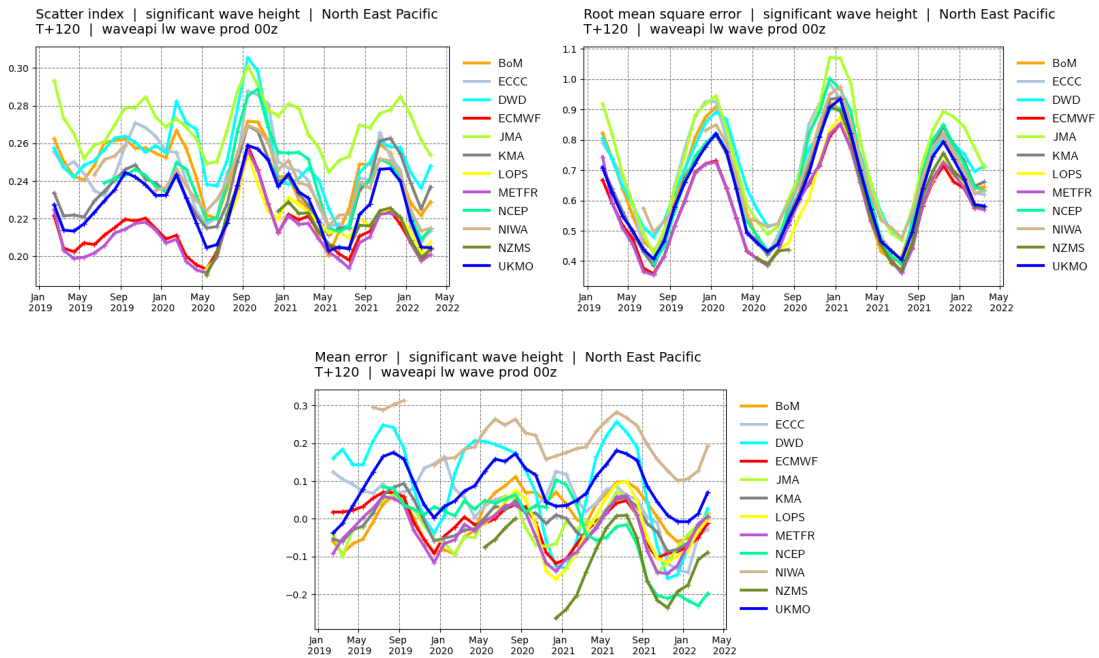 Scatter index | significant wave height | North East Pacific
T+120 | waveapi lw wave prod 00z
0.30
0.28
0.26
0.24
0.22
0.20
Jan 2019
May 2019
Sep 2019
Jan 2020
May 2020
Sep 2020
Jan 2021
May 2021
Sep 2021
Jan 2022
May 2022
BoM
ECCC
DWD
ECMWF
JMA
KMA
LOPS
METFR
NCEP
NIWA
NZMS
UKMO
Root mean square error | significant wave height | North East Pacific
T+120 | waveapi lw wave prod 00z
1.1
1.0
0.9
0.8
0.7
0.6
0.5
0.4
Jan 2019
May 2019
Sep 2019
Jan 2020
May 2020
Sep 2020
Jan 2021
May 2021
Sep 2021
Jan 2022
May 2022
BoM
ECCC
DWD
ECMWF
JMA
KMA
LOPS
METFR
NCEP
NIWA
NZMS
UKMO
Mean error | significant wave height | North East Pacific
T+120 | waveapi lw wave prod 00z
0.3
0.2
0.1
0.0
−0.1
−0.2
Jan 2019
May 2019
Sep 2019
Jan 2020
May 2020
Sep 2020
Jan 2021
May 2021
Sep 2021
Jan 2022
May 2022
BoM
ECCC
DWD
ECMWF
JMA
KMA
LOPS
METFR
NCEP
NIWA
NZMS
UKMO